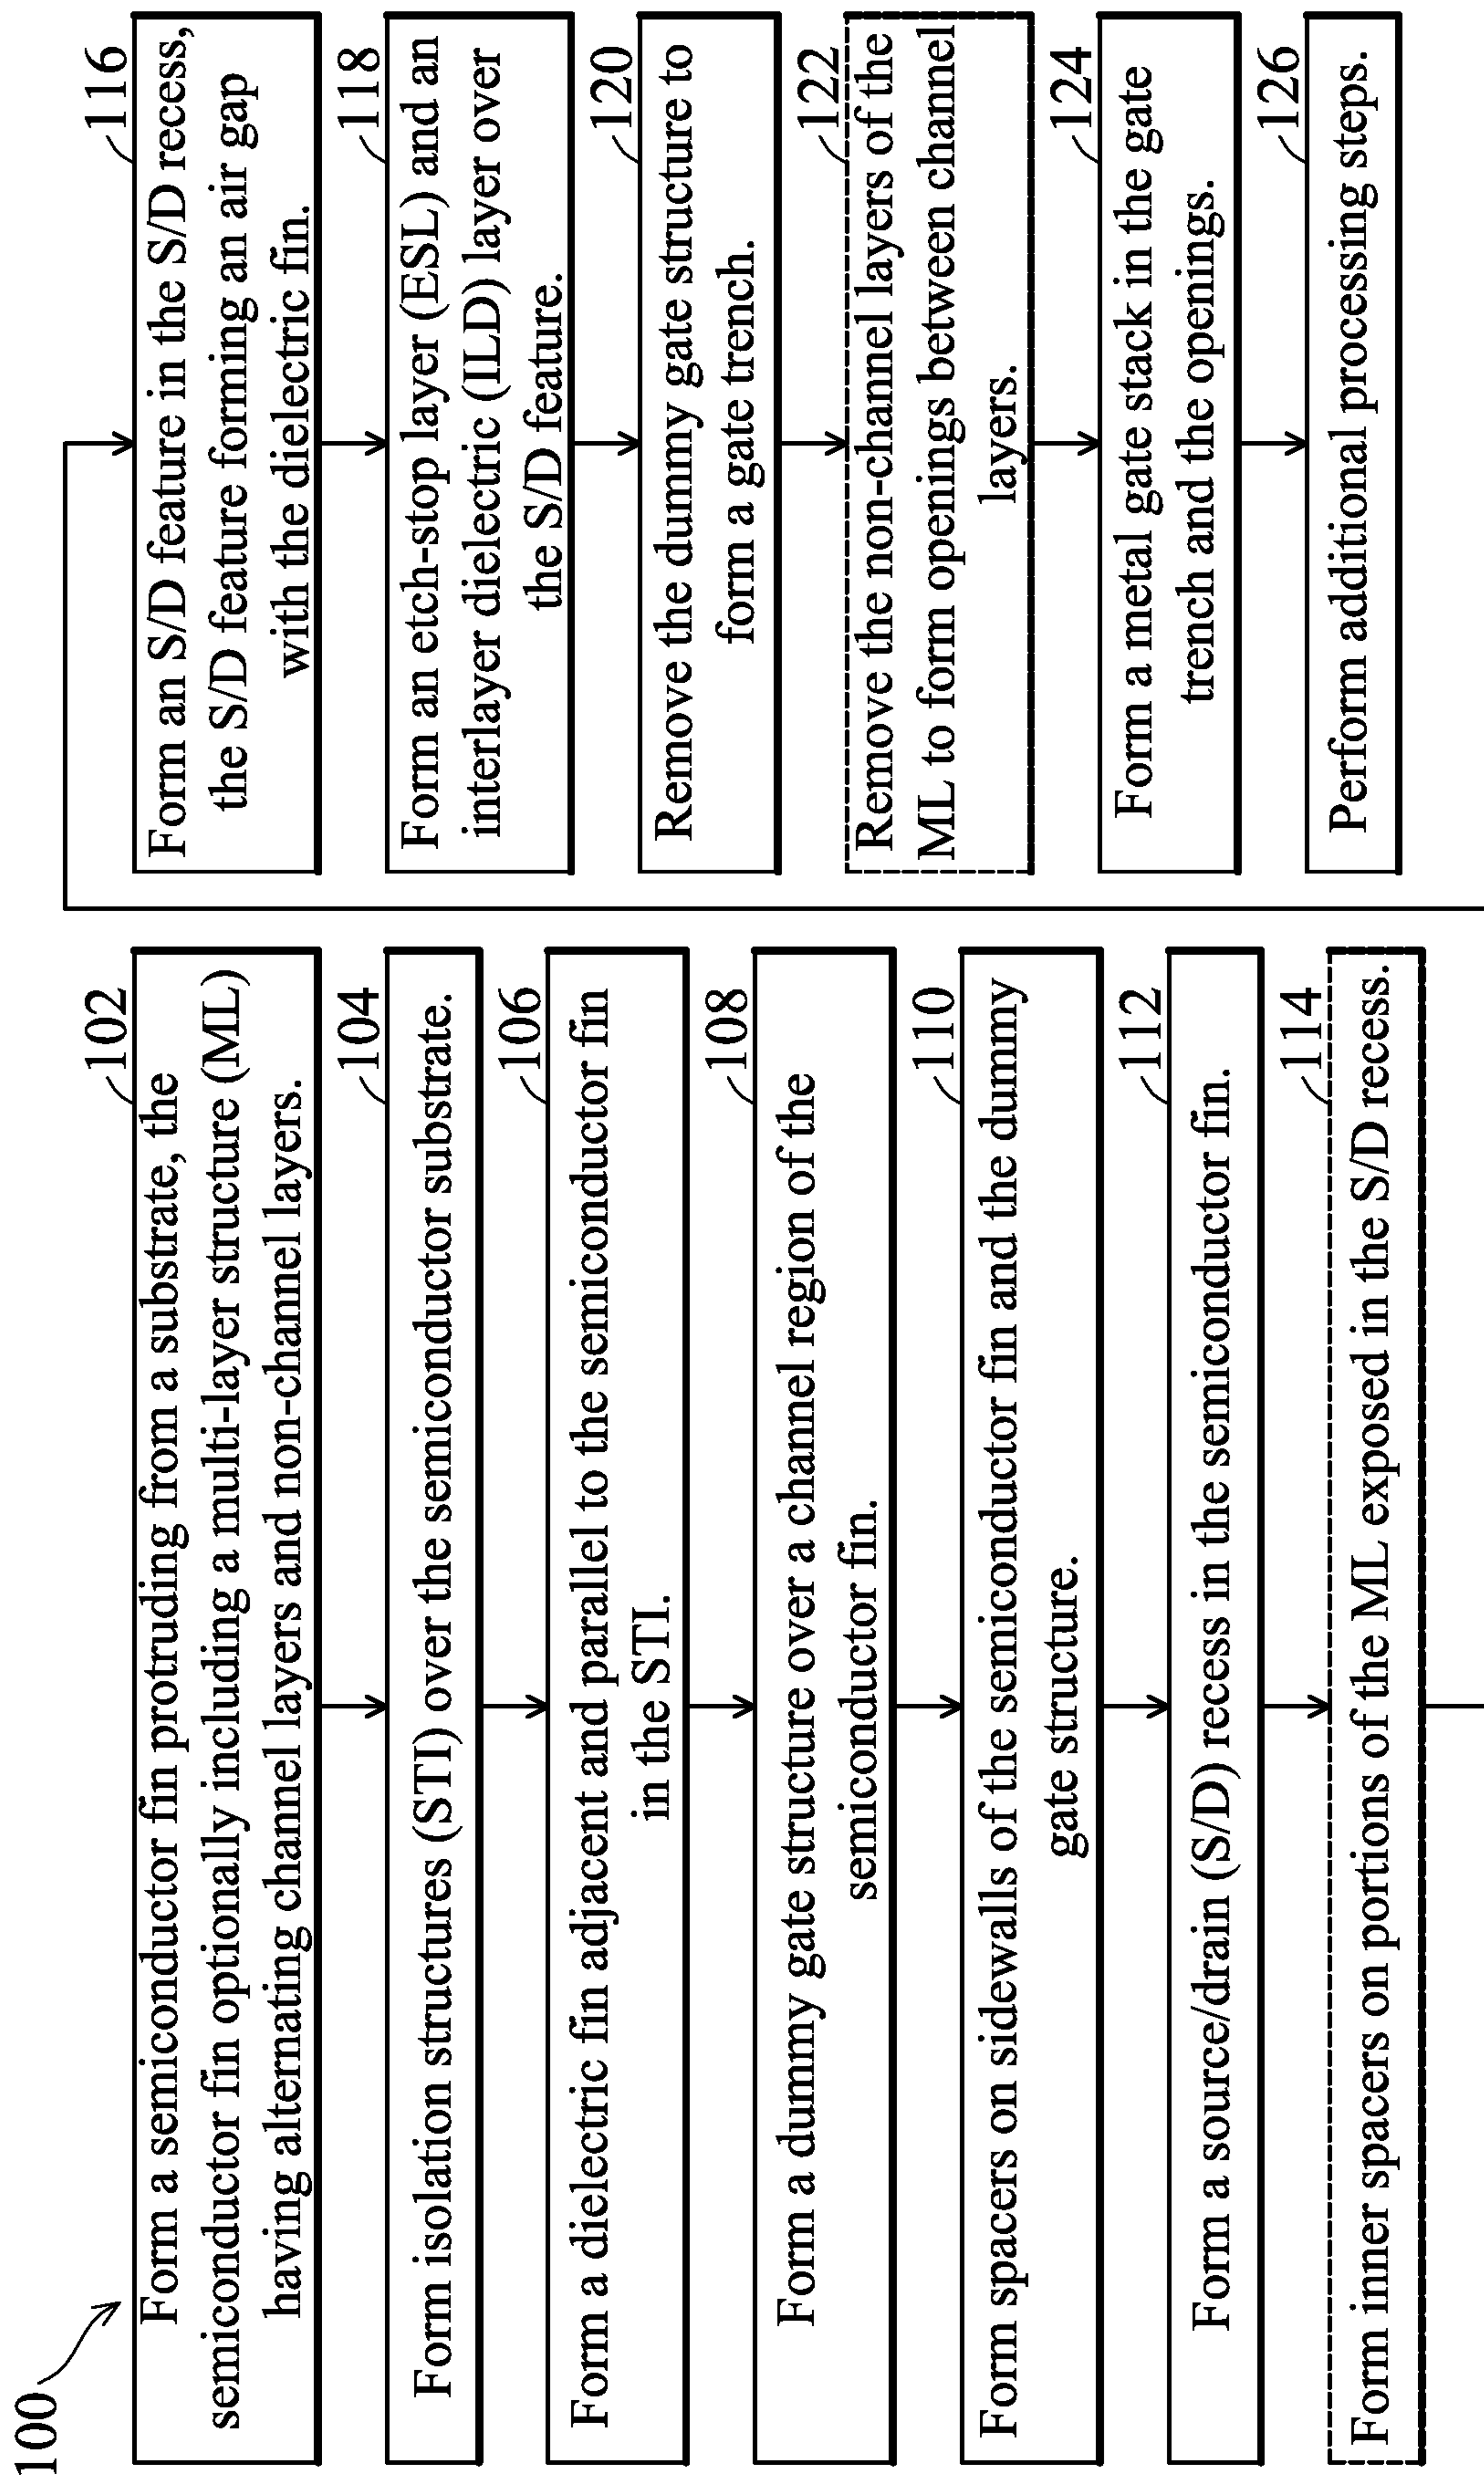 100
102
Form a semiconductor fin protruding from a substrate, the
semiconductor fin optionally including a multi-layer structure (ML)
having alternating channel layers and non-channel layers.
104
Form isolation structures (STI) over the semiconductor substrate.
106
Form a dielectric fin adjacent and parallel to the semiconductor fin
in the STI.
108
Form a dummy gate structure over a channel region of the
semiconductor fin.
110
Form spacers on sidewalls of the semiconductor fin and the dummy
gate structure.
112
Form a source/drain (S/D) recess in the semiconductor fin.
114
Form inner spacers on portions of the ML exposed in the S/D recess.
116
Form an S/D feature in the S/D recess,
the S/D feature forming an air gap
with the dielectric fin.
118
Form an etch-stop layer (ESL) and an
interlayer dielectric (ILD) layer over
the S/D feature.
120
Remove the dummy gate structure to
form a gate trench.
122
Remove the non-channel layers of the
ML to form openings between channel
layers.
124
Form a metal gate stack in the gate
trench and the openings.
126
Perform additional processing steps.